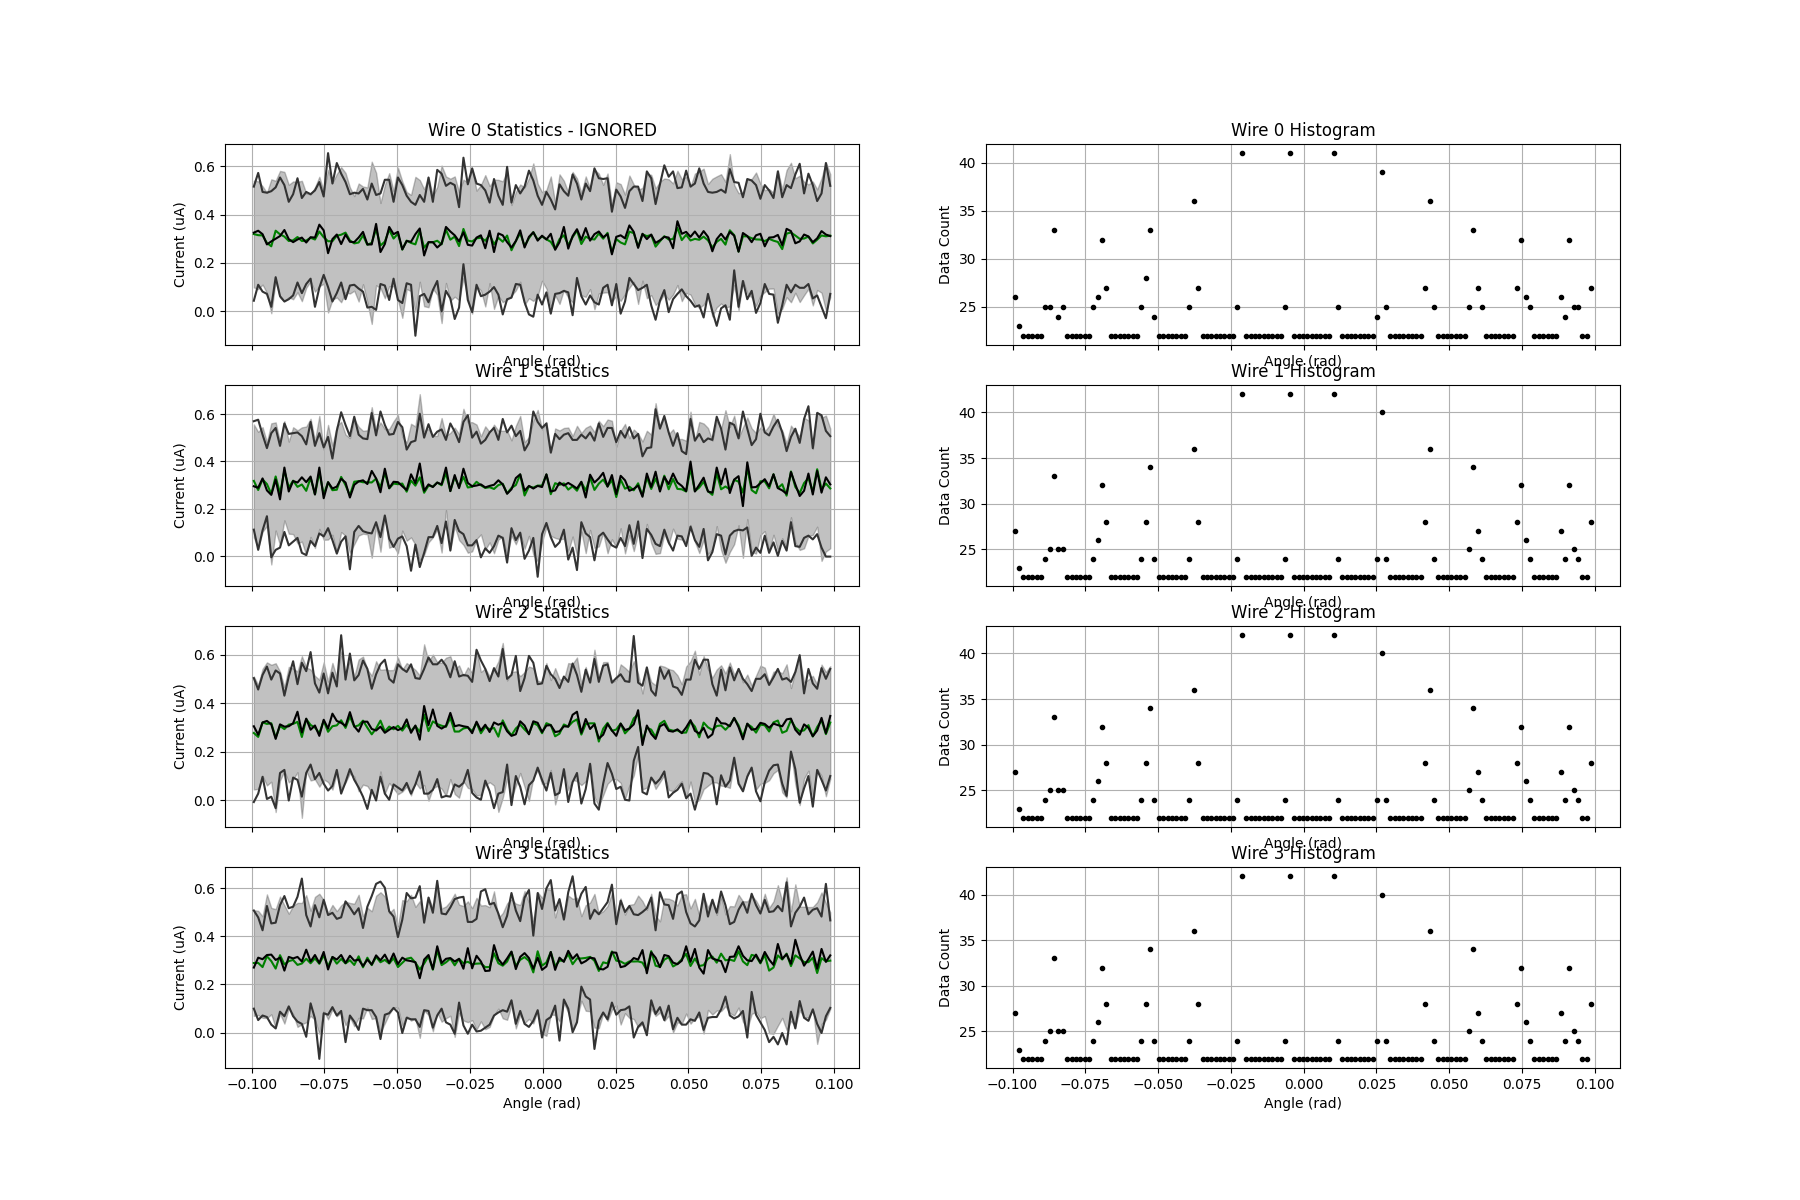 Wire 0 Statistics - IGNORED
Current (uA)
0.6
0.4
0.2
0.0
Angle (rad)
Wire 0 Histogram
Data Count
40
35
30
25
Angle (rad)
Wire 1 Statistics
Current (uA)
0.6
0.4
0.2
0.0
Angle (rad)
Wire 1 Histogram
Data Count
40
35
30
25
Angle (rad)
Wire 2 Statistics
Current (uA)
0.6
0.4
0.2
0.0
Angle (rad)
Wire 2 Histogram
Data Count
40
35
30
25
Angle (rad)
Wire 3 Statistics
Current (uA)
0.6
0.4
0.2
0.0
−0.100 −0.075 −0.050 −0.025 0.000 0.025 0.050 0.075 0.100
Angle (rad)
Wire 3 Histogram
Data Count
40
35
30
25
−0.100 −0.075 −0.050 −0.025 0.000 0.025 0.050 0.075 0.100
Angle (rad)